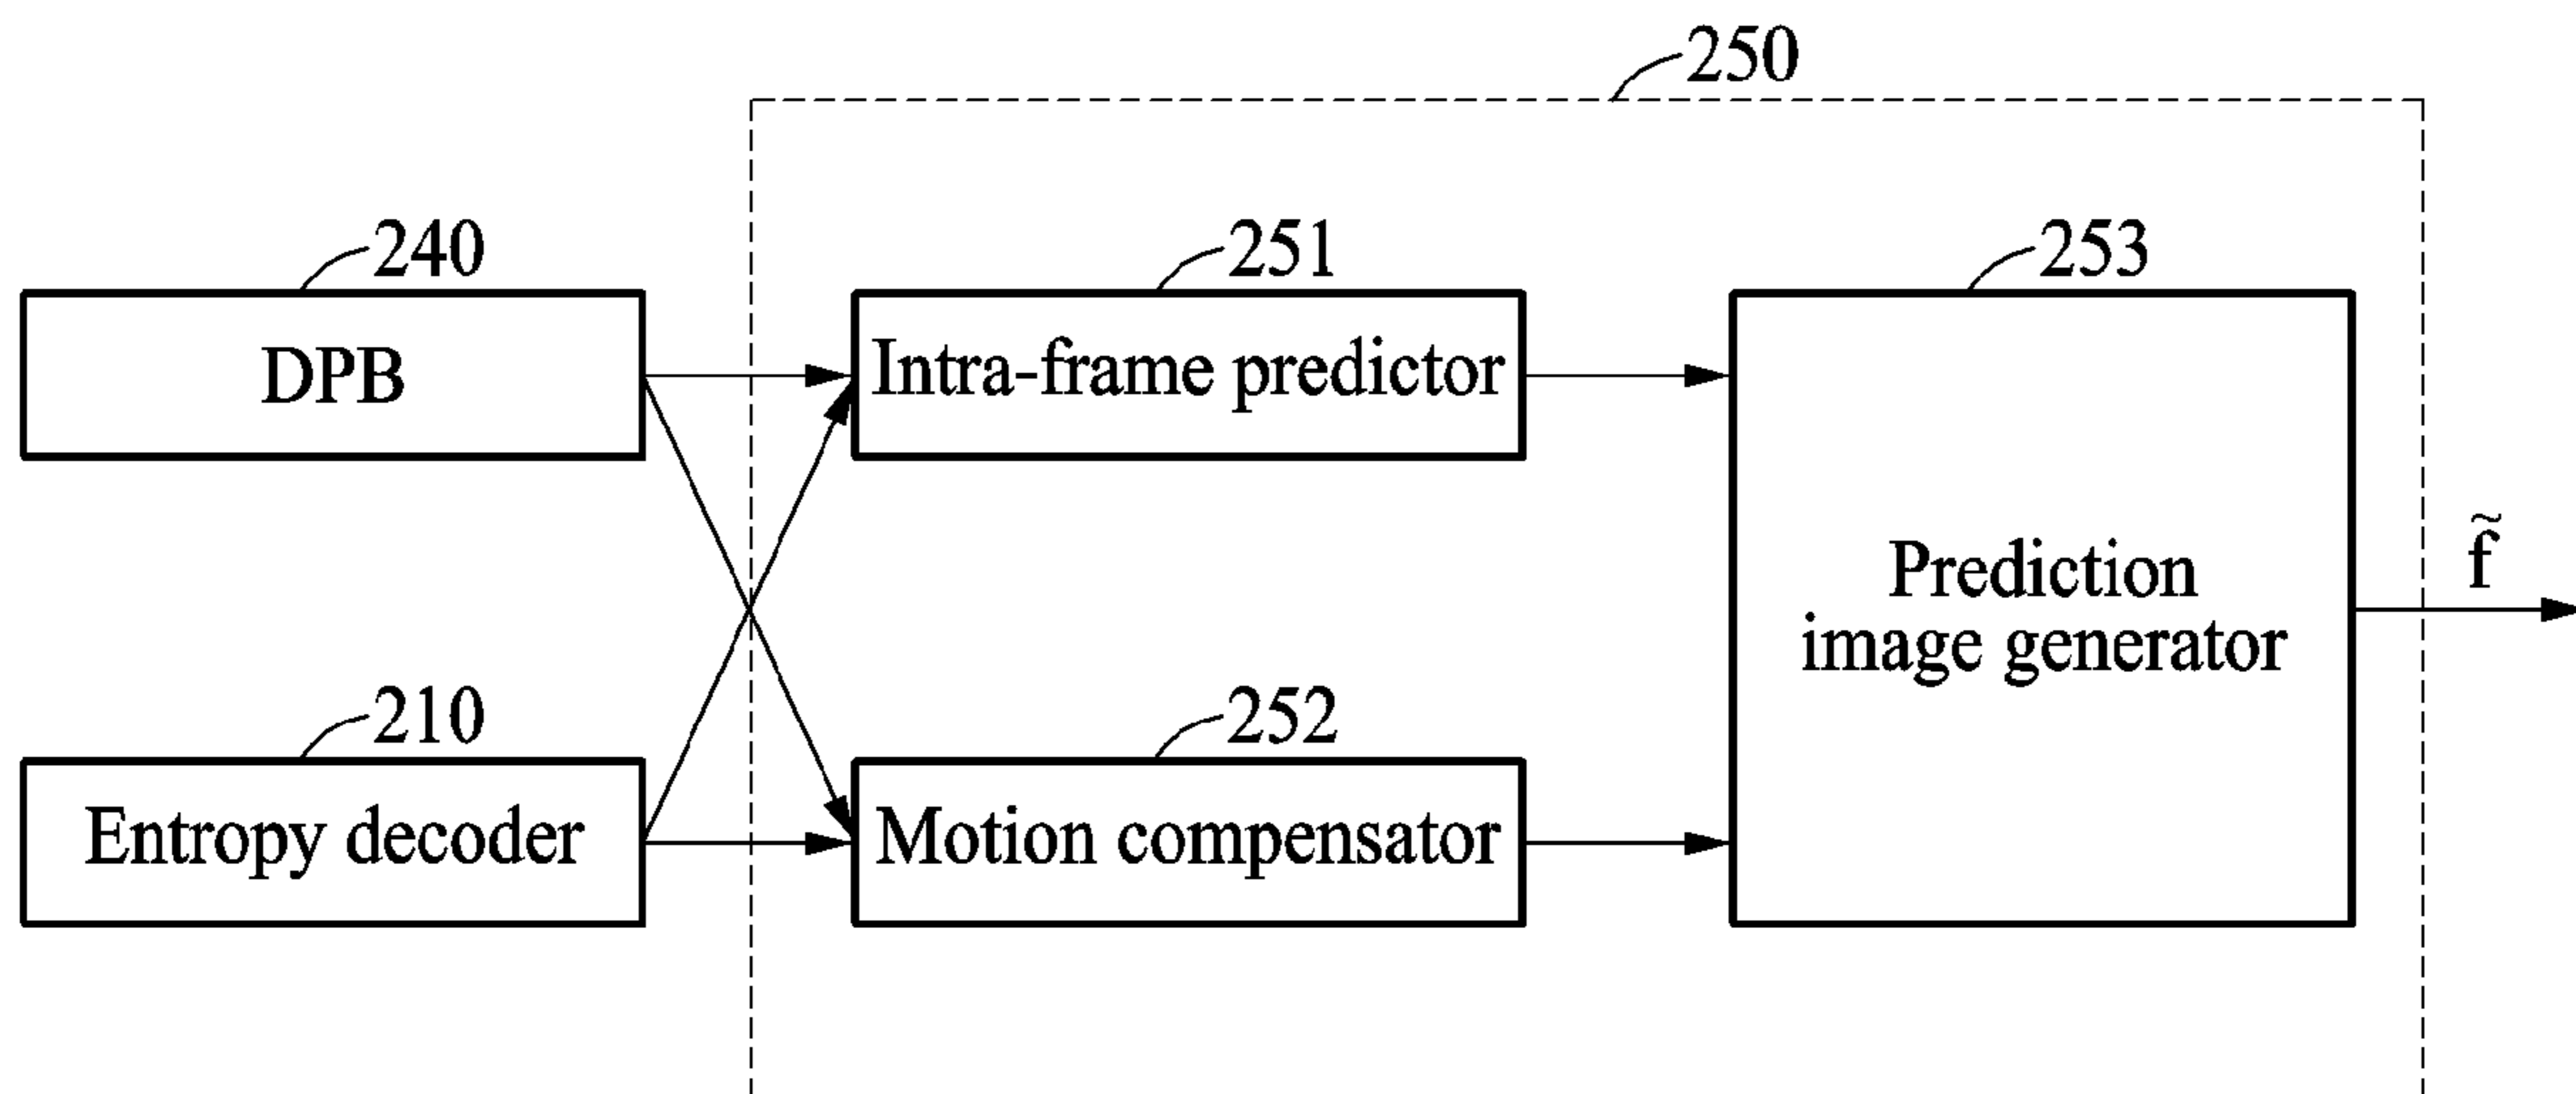 250
240
251
253
DPB
Intra-frame predictor
Prediction
image generator
f̃
210
252
Entropy decoder
Motion compensator